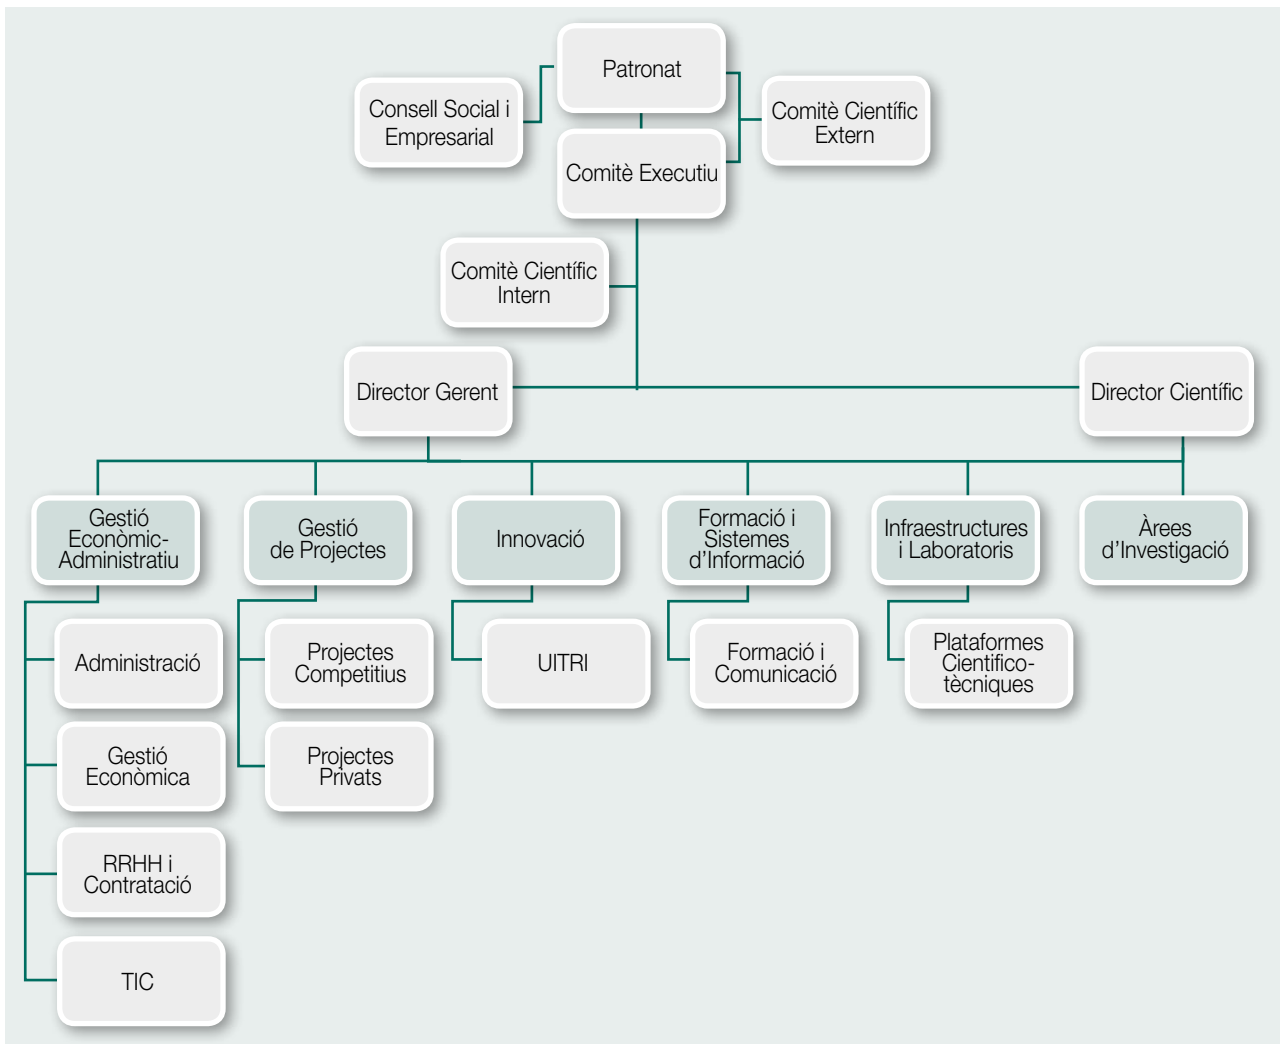 Patronat
Consell Social i
Empresarial
Comitè Científic
Extern
Comitè Executiu
Comitè Científic
Intern
Director Gerent
Director Científic
Gestió
Econòmic-
Administratiu
Gestió
de Projectes
Innovació
Formació i
Sistemes
d’Informació
Infraestructures
i Laboratoris
Àrees
d’Investigació
Administració
Projectes
Competitius
UITRI
Formació i
Comunicació
Plataformes
Cientifico-
tècniques
Gestió
Econòmica
Projectes
Privats
RRHH i
Contratació
TIC